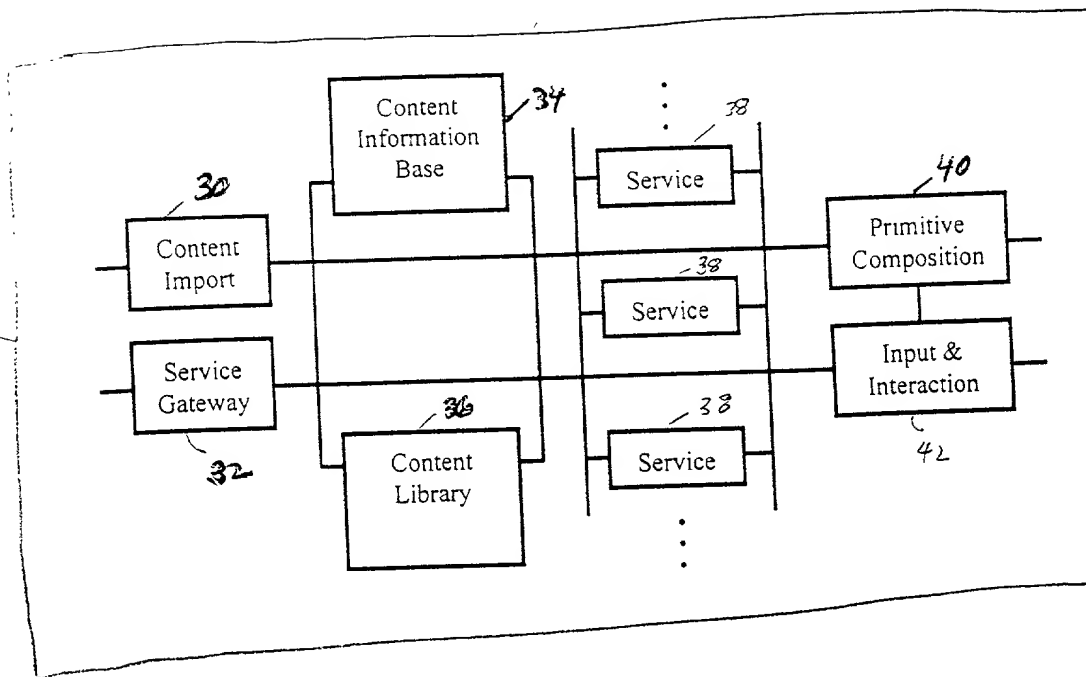 Content
Information
Base
34
38
Service
30
Content
Import
40
Primitive
Composition
38
Service
Service
Gateway
32
36
Content
Library
38
Service
Input &
Interaction
42